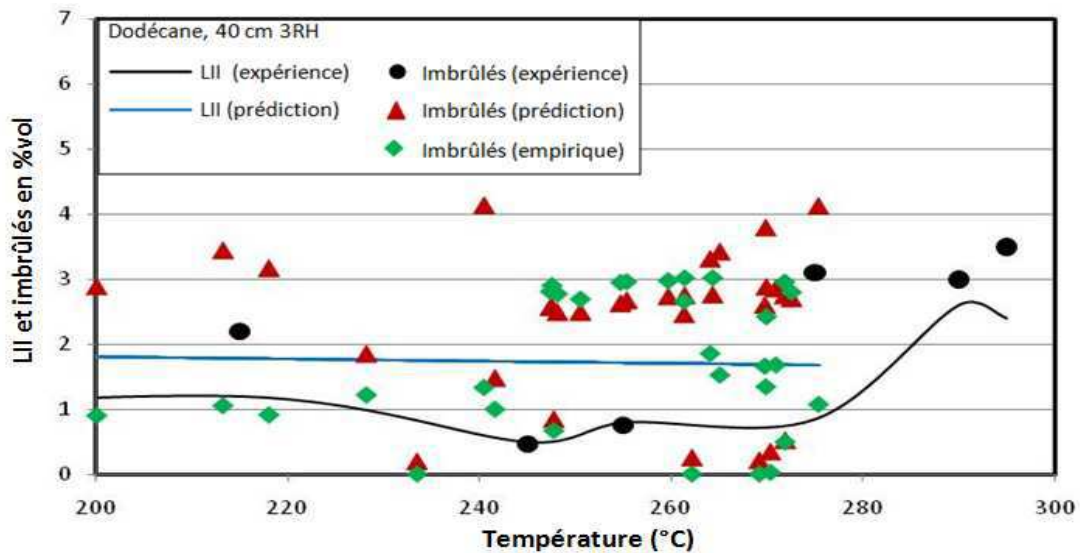 7
6
5
4
3
2
1
0
LII et imbrûlés en %vol
Dodécane, 40 cm 3RH
LII (expérience)
Imbrûlés (expérience)
LII (prédiction)
Imbrûlés (prédiction)
Imbrûlés (empirique)
200 220 240 260 280 300
Température (°C)